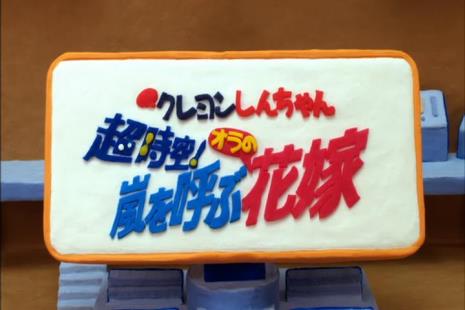 クレヨンしんちゃん
超時空!
嵐を呼ぶオラの花嫁